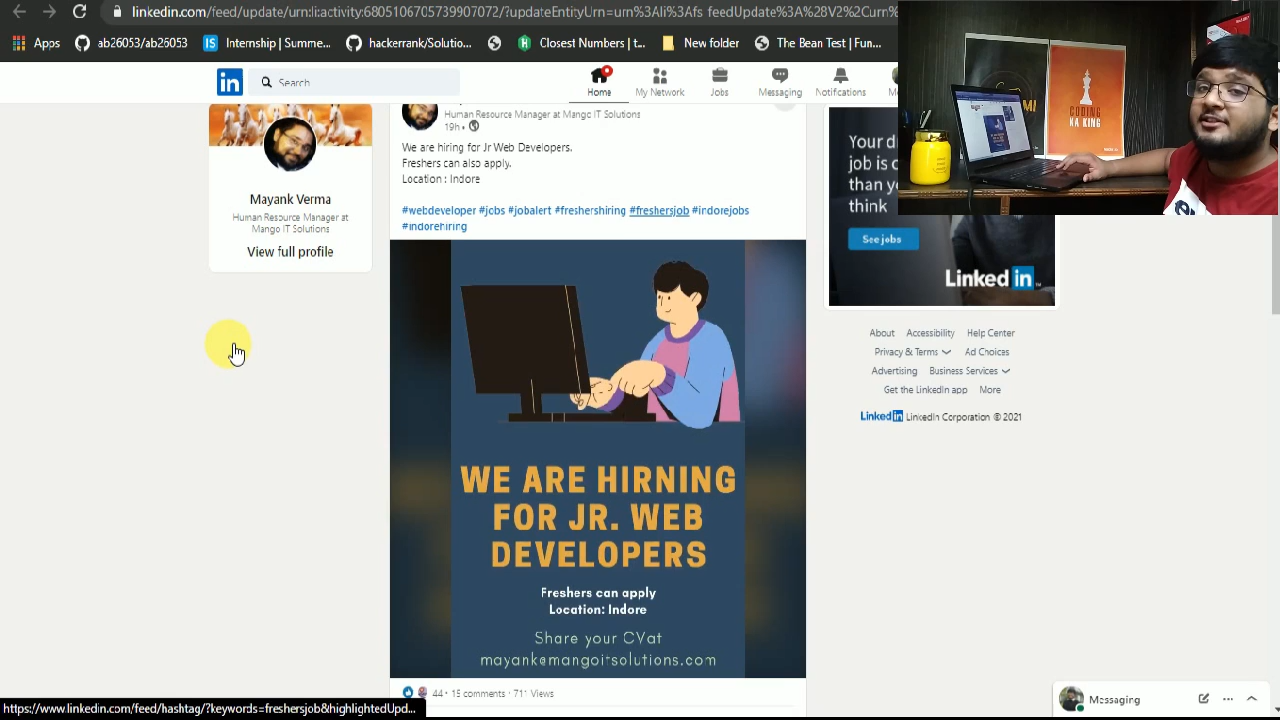 linkedin.com/feed/update/urn:li:activity:6805106705739907072/?updateEntityUrn=urn%3Ali%3Afs_feedUpdate%3A%28V2%2Curn%
Apps
ab26053/ab26053
IS
Internship | Summe...
hackerrank/Solutio...
H
Closest Numbers | t...
New folder
The Bean Test | Fun...
in
Search
Home
My Network
Jobs
Messaging
Notifications
CODING
KA KING
Human Resource Manager at Mango IT Solutions
19h •
Mayank Verma
Human Resource Manager at
Mango IT Solutions
View full profile
We are hiring for Jr Web Developers.
Freshers can also apply.
Location : Indore
#webdeveloper #jobs #jobalert #freshershiring #freshersjob #indorejobs
#indorehiring
WE ARE HIRNING
FOR JR. WEB
DEVELOPERS
Freshers can apply
Location: Indore
Share your CVat
mayank@mangoitsolutions.com
44 • 15 comments • 711 Views
Your d
job is c
than yo
think
See jobs
Linkedin
About Accessibility Help Center
Privacy & Terms Ad Choices
Advertising Business Services
Get the LinkedIn app More
Linkedin LinkedIn Corporation © 2021
Messaging
https://www.linkedin.com/feed/hashtag/?keywords=freshersjob&highlightedUpd...